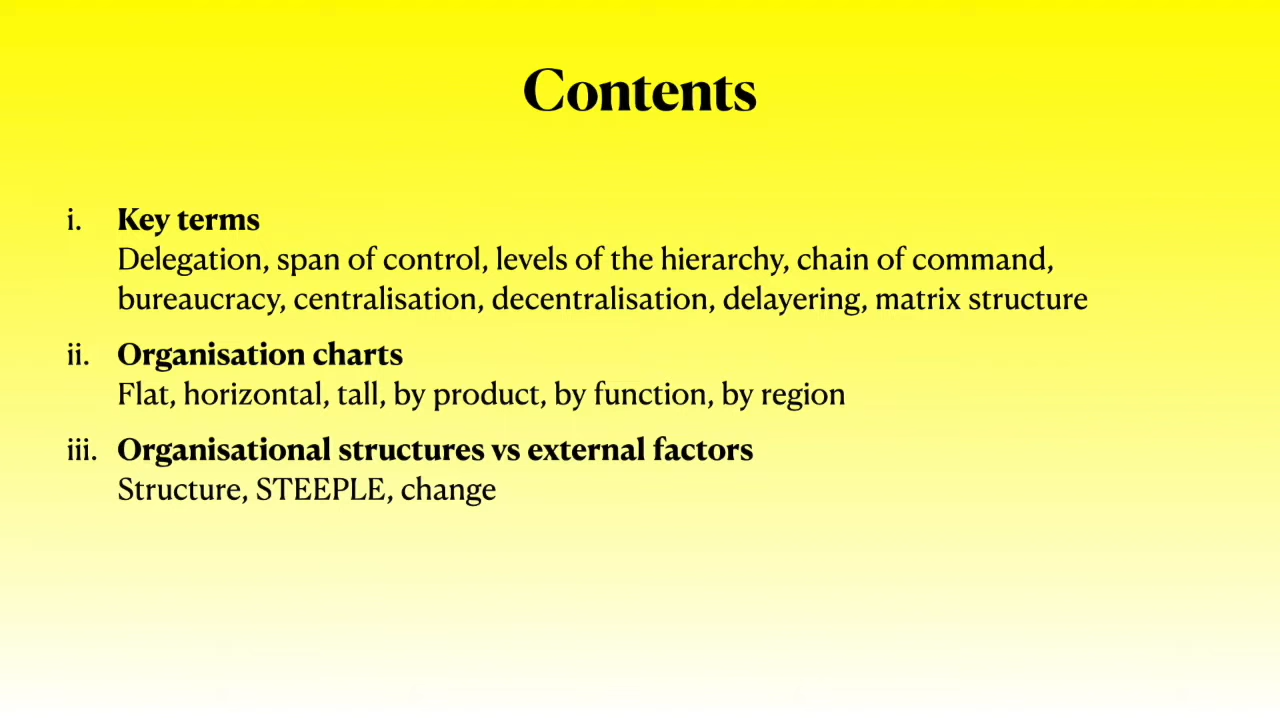 Contents
i. Key terms
Delegation, span of control, levels of the hierarchy, chain of command,
bureaucracy, centralisation, decentralisation, delayering, matrix structure
ii. Organisation charts
Flat, horizontal, tall, by product, by function, by region
iii. Organisational structures vs external factors
Structure, STEEPLE, change